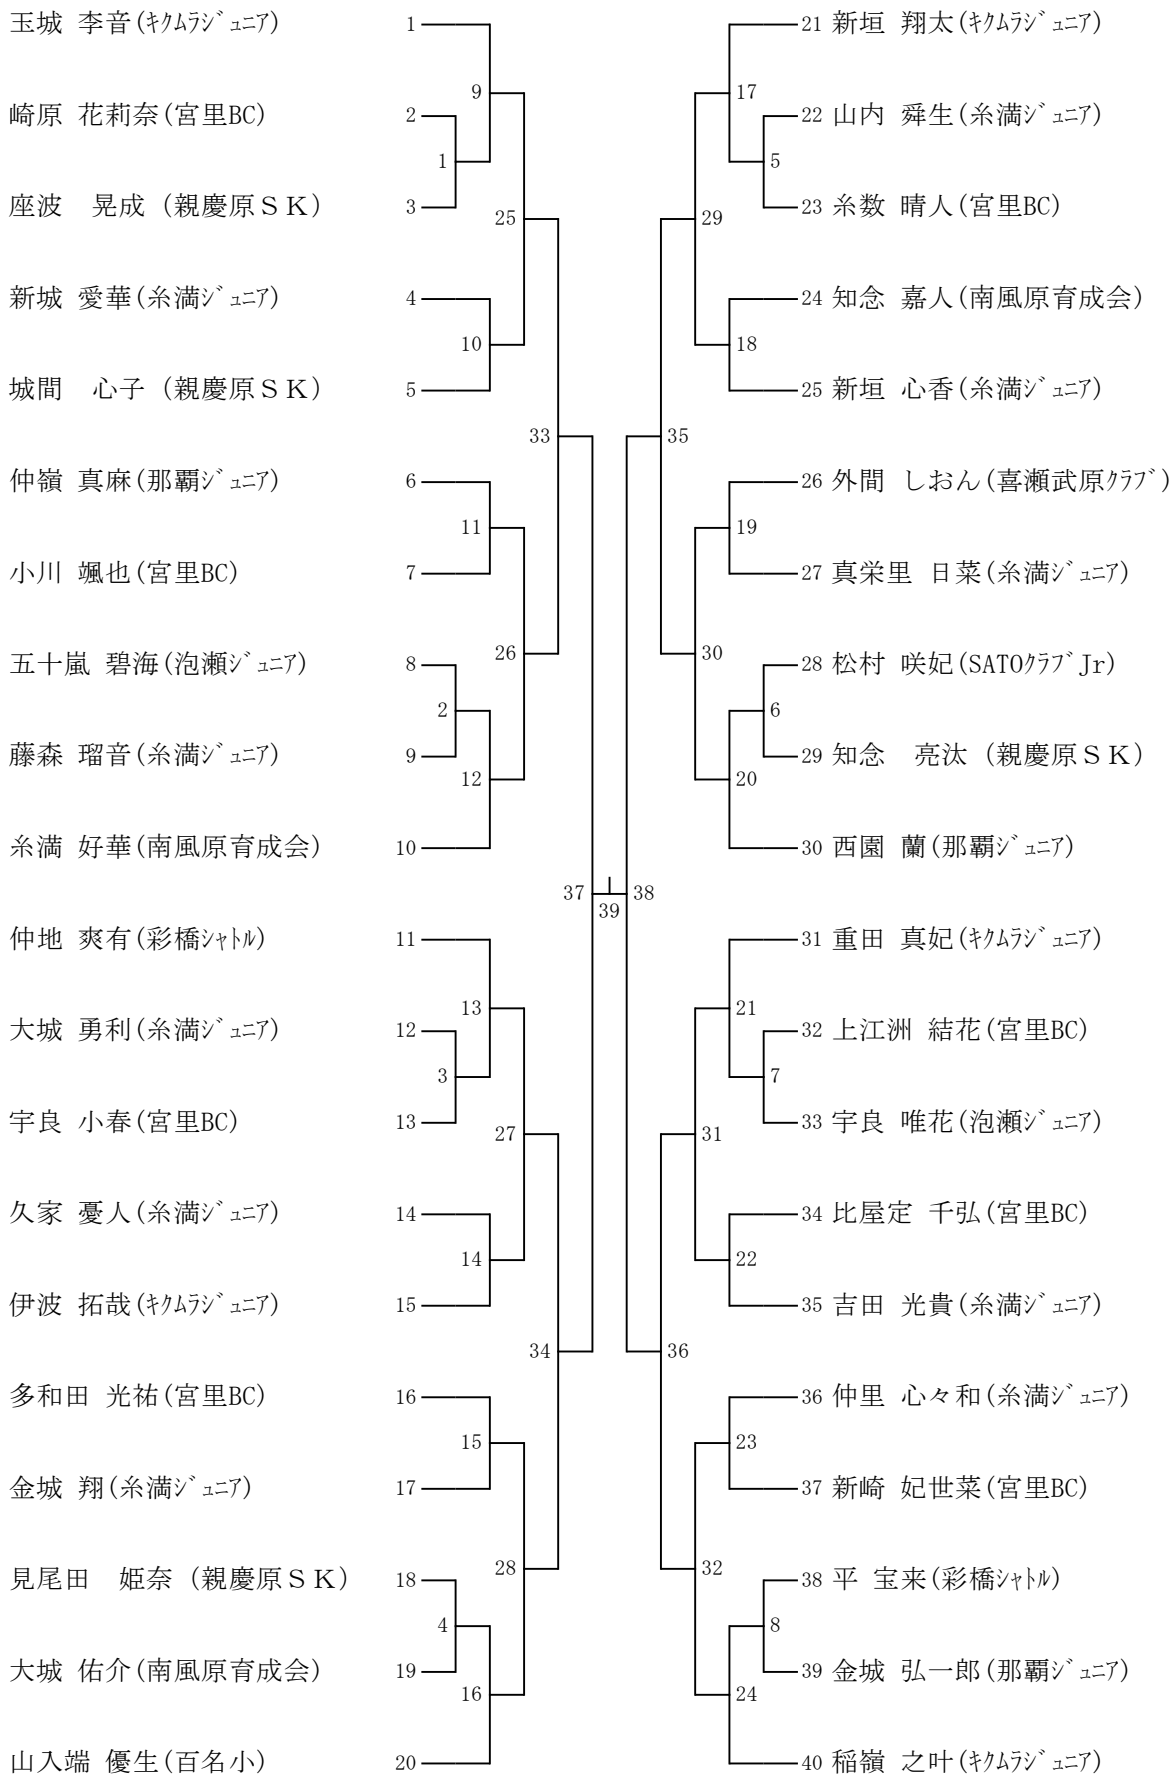 玉城 李音(ｷｸﾑﾗｼﾞｭﾆｱ) 1
崎原 花莉奈(宮里BC) 2
座波　晃成（親慶原ＳＫ） 3
新城 愛華(糸満ｼﾞｭﾆｱ) 4
城間　心子（親慶原ＳＫ） 5
仲嶺 真麻(那覇ｼﾞｭﾆｱ) 6
小川 颯也(宮里BC) 7
五十嵐 碧海(泡瀬ｼﾞｭﾆｱ) 8
藤森 瑠音(糸満ｼﾞｭﾆｱ) 9
糸満 好華(南風原育成会) 10
仲地 爽有(彩橋ｼｬﾄﾙ) 11
大城 勇利(糸満ｼﾞｭﾆｱ) 12
宇良 小春(宮里BC) 13
久家 憂人(糸満ｼﾞｭﾆｱ) 14
伊波 拓哉(ｷｸﾑﾗｼﾞｭﾆｱ) 15
多和田 光祐(宮里BC) 16
金城 翔(糸満ｼﾞｭﾆｱ) 17
見尾田　姫奈（親慶原ＳＫ） 18
大城 佑介(南風原育成会) 19
山入端 優生(百名小) 20
1
2
3
4
9
10
11
12
13
14
15
16
25
26
27
28
33
34
37
39
38
35
36
29
30
31
32
17
18
19
20
21
22
23
24
5
6
7
8
21 新垣 翔太(ｷｸﾑﾗｼﾞｭﾆｱ)
22 山内 舜生(糸満ｼﾞｭﾆｱ)
23 糸数 晴人(宮里BC)
24 知念 嘉人(南風原育成会)
25 新垣 心香(糸満ｼﾞｭﾆｱ)
26 外間 しおん(喜瀬武原ｸﾗﾌﾞ)
27 真栄里 日菜(糸満ｼﾞｭﾆｱ)
28 松村 咲妃(SATOｸﾗﾌﾞJr)
29 知念　亮汰（親慶原ＳＫ）
30 西園 蘭(那覇ｼﾞｭﾆｱ)
31 重田 真妃(ｷｸﾑﾗｼﾞｭﾆｱ)
32 上江洲 結花(宮里BC)
33 宇良 唯花(泡瀬ｼﾞｭﾆｱ)
34 比屋定 千弘(宮里BC)
35 吉田 光貴(糸満ｼﾞｭﾆｱ)
36 仲里 心々和(糸満ｼﾞｭﾆｱ)
37 新崎 妃世菜(宮里BC)
38 平 宝来(彩橋ｼｬﾄﾙ)
39 金城 弘一郎(那覇ｼﾞｭﾆｱ)
40 稲嶺 之叶(ｷｸﾑﾗｼﾞｭﾆｱ)